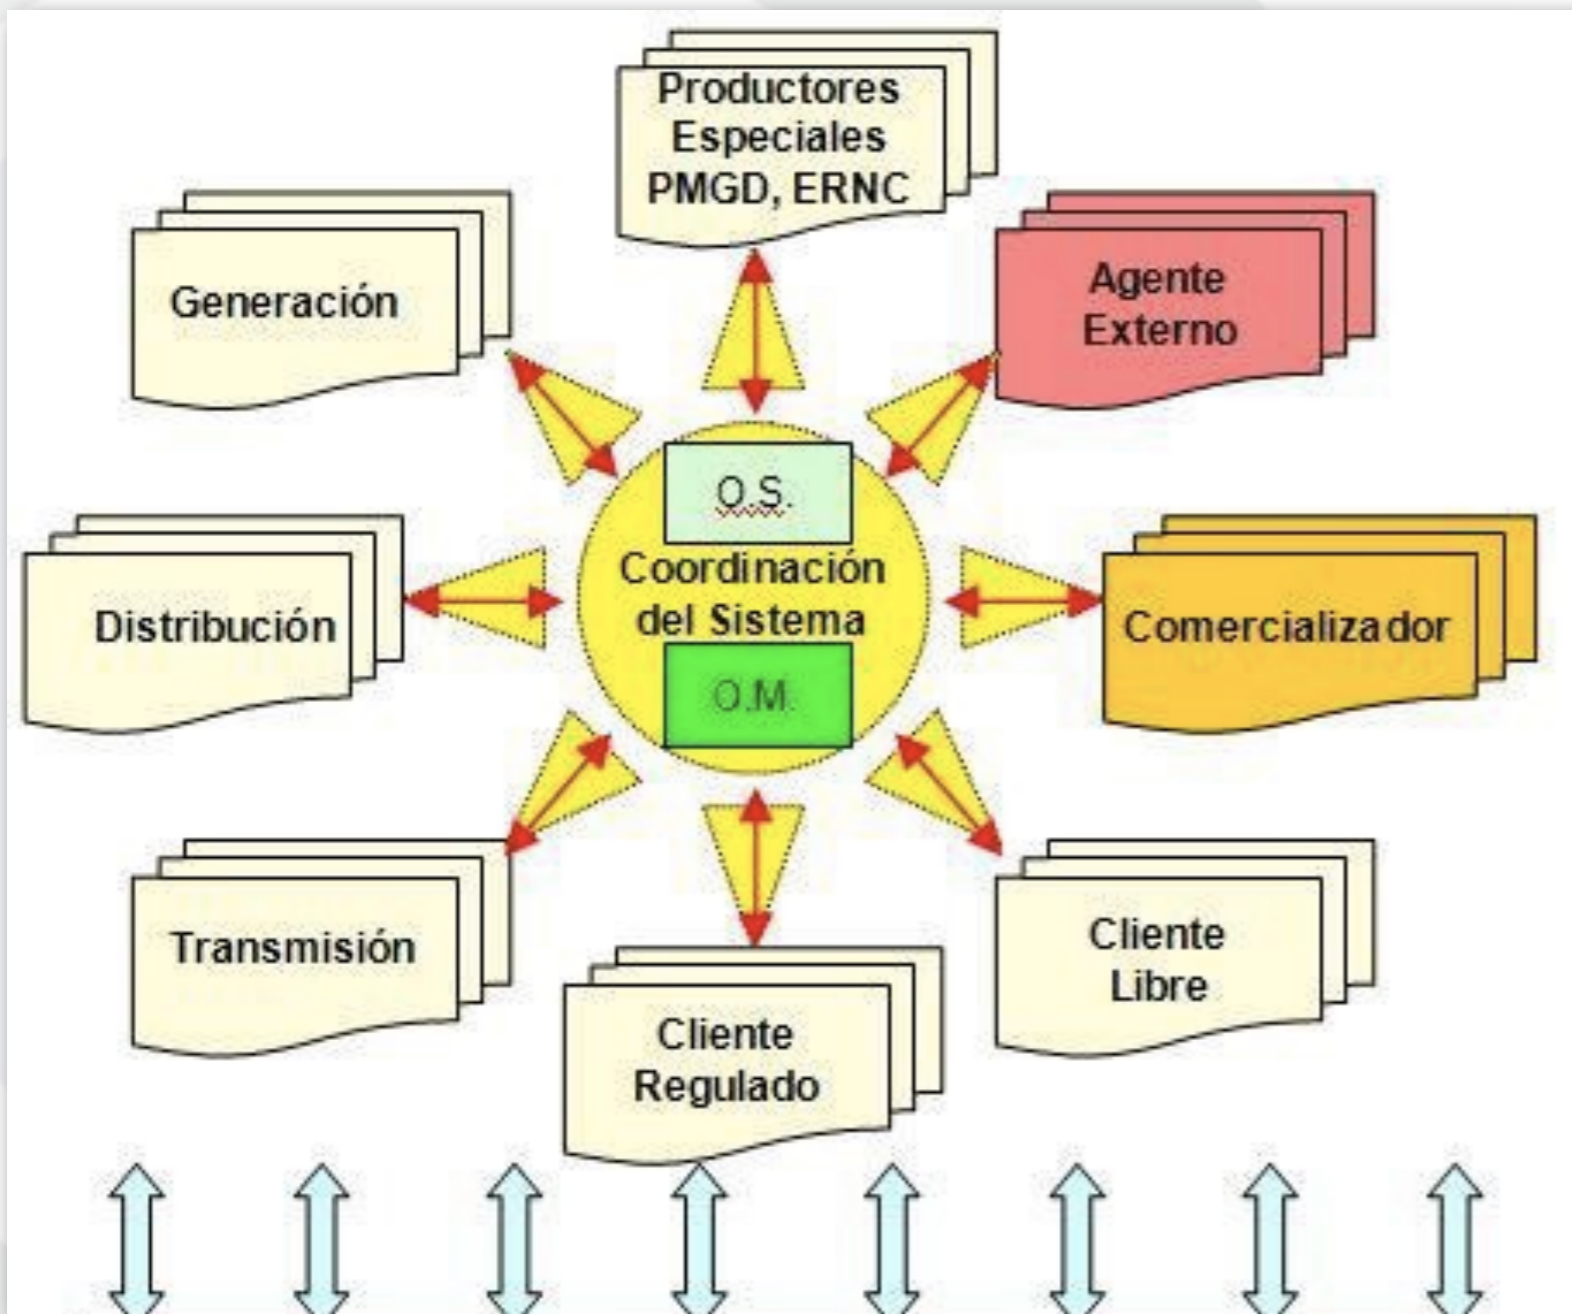 Productores
Especiales
PMGD, ERNC
Generación
Agente
Externo
O.S.
Coordinación
del Sistema
O.M.
Distribución
Comercializador
Transmisión
Cliente
Libre
Cliente
Regulado